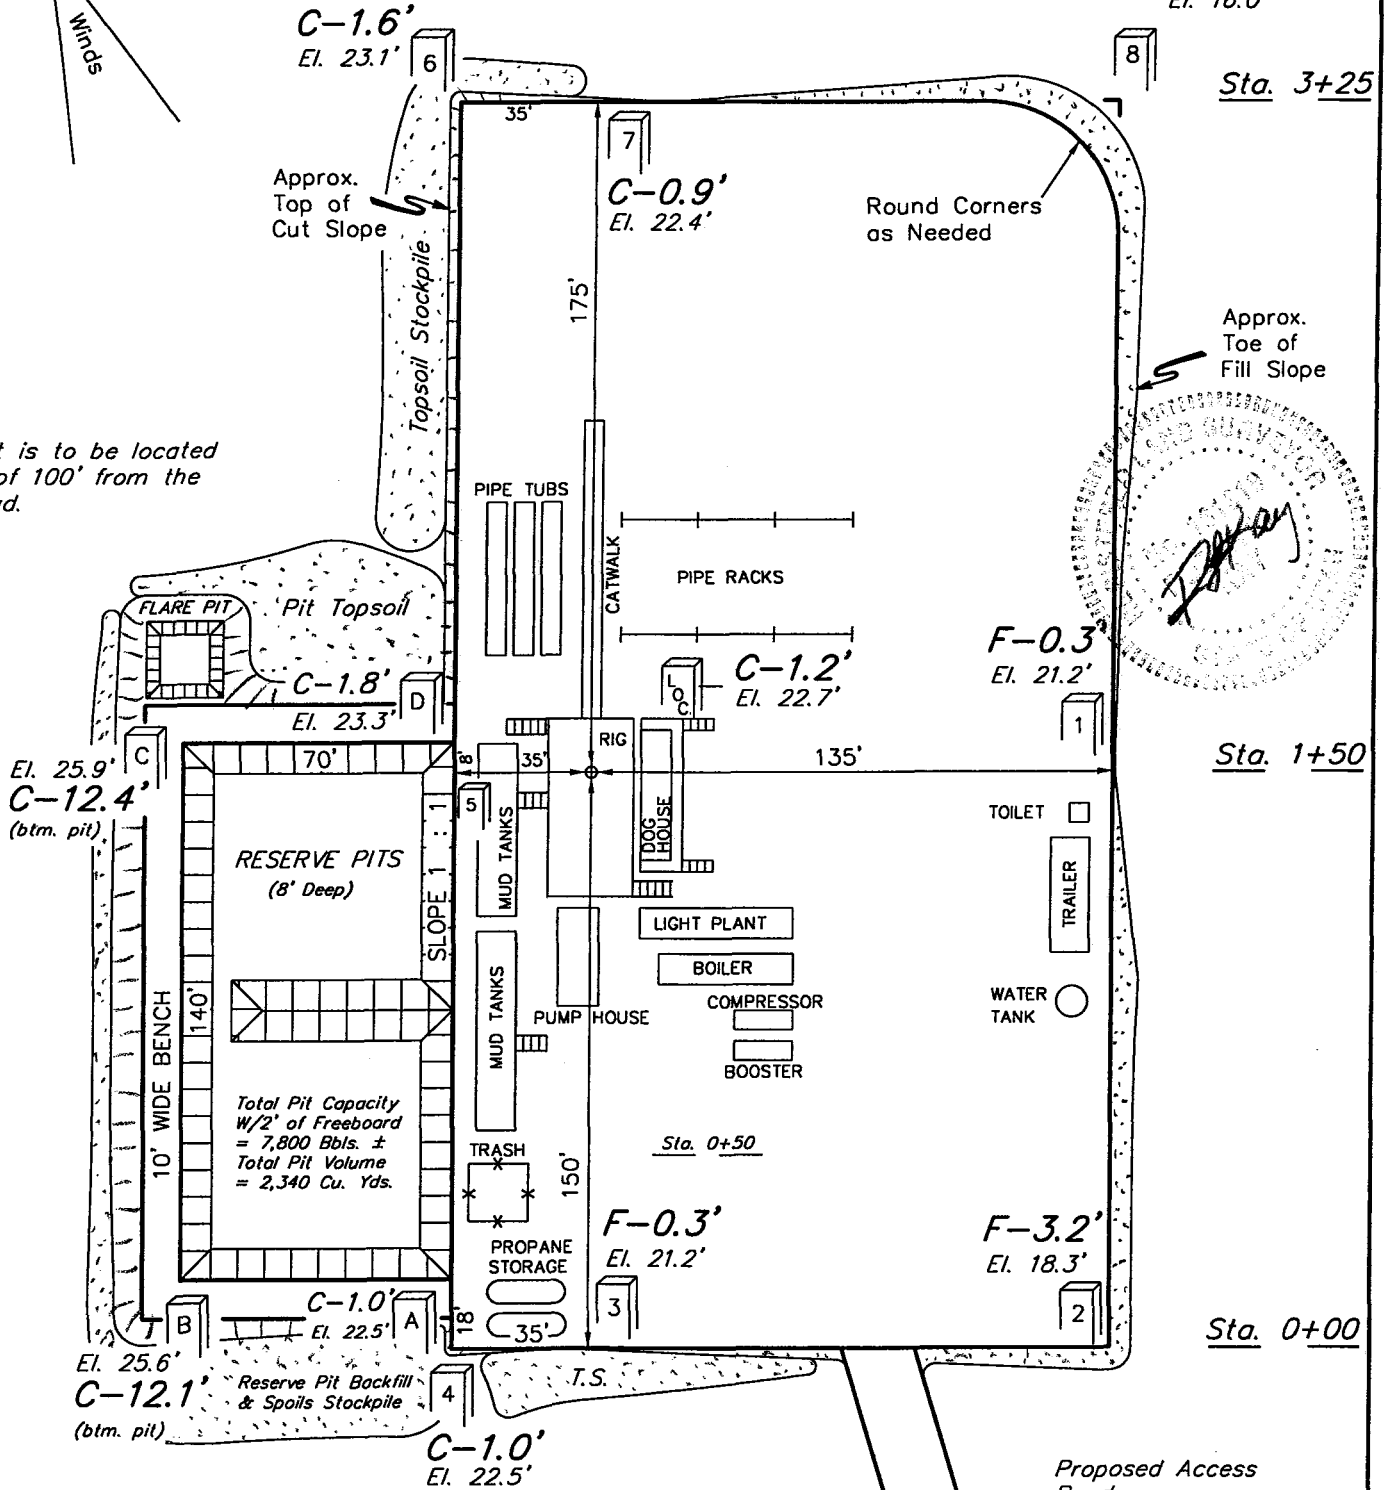 El. 16.0'
C-1.6'
El. 23.1'
6
8
Winds
Sta. 3+25
35'
7
C-0.9'
El. 22.4'
Approx.
Top of
Cut Slope
Round Corners
as Needed
175'
Topsoil Stockpile
Approx.
Toe of
Fill Slope
t is to be located
of 100' from the
d.
PIPE TUBS
CATWALK
PIPE RACKS
FLARE PIT
Pit Topsoil
F-0.3'
El. 21.2'
C-1.8'
El. 23.3'
D
LOC.
C-1.2'
El. 22.7'
1
C
El. 25.9'
C-12.4'
(btm. pit)
70'
8'
35'
RIG
135'
Sta. 1+50
5
MUD TANKS
DOG
HOUSE
TOILET
RESERVE PITS
(8' Deep)
SLOPE 1 : 1
TRAILER
LIGHT PLANT
BOILER
10' WIDE BENCH
140'
MUD TANKS
PUMP HOUSE
COMPRESSOR
WATER
TANK
BOOSTER
Total Pit Capacity
W/2' of Freeboard
= 7,800 Bbls. ±
Total Pit Volume
= 2,340 Cu. Yds.
TRASH
150'
Sta. 0+50
F-0.3'
El. 21.2'
F-3.2'
El. 18.3'
PROPANE
STORAGE
3
2
C-1.0'
El. 22.5'
A
B
18'
35'
Sta. 0+00
El. 25.6'
C-12.1'
(btm. pit)
Reserve Pit Backfill
& Spoils Stockpile
4
T.S.
C-1.0'
El. 22.5'
Proposed Access